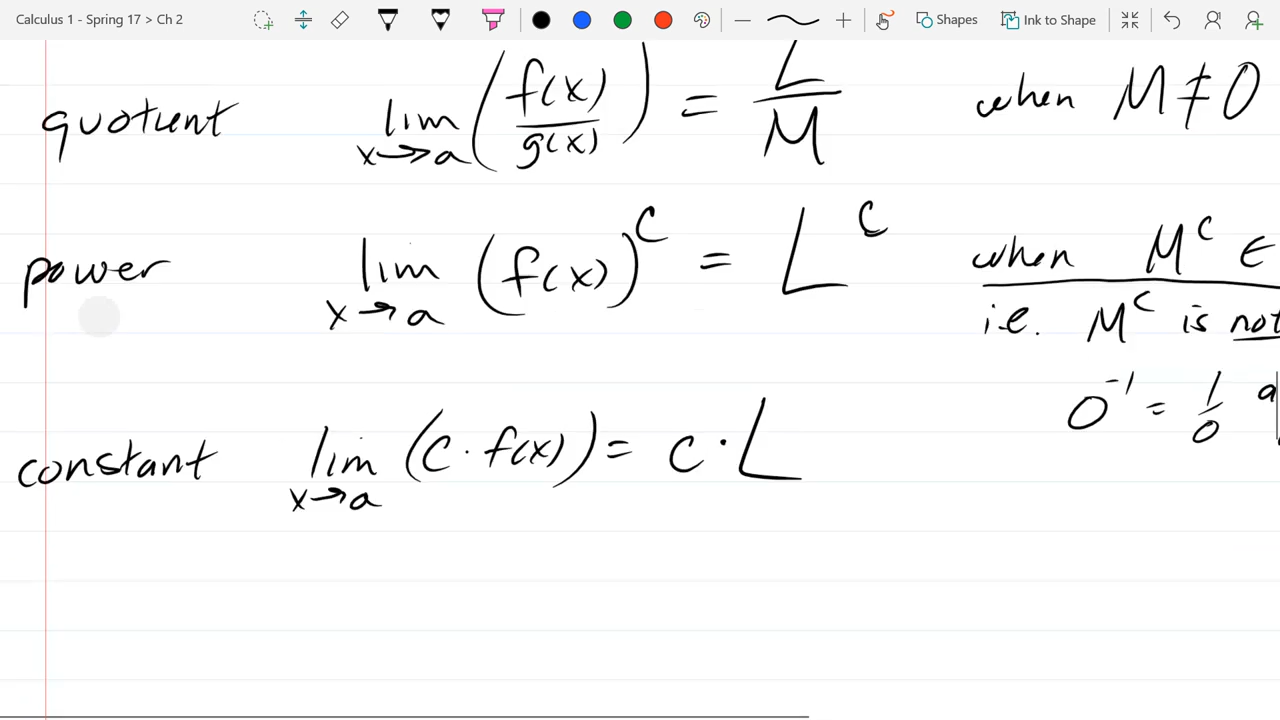 Calculus 1 - Spring 17 > Ch 2
Shapes
Ink to Shape
quotient lim x→a (f(x)/g(x)) = L/M when M ≠ 0
power lim x→a (f(x))^c = L^c when M^c ∈
i.e. M^c is not
0^-1 = 1/0 a
constant lim x→a (c · f(x)) = c · L